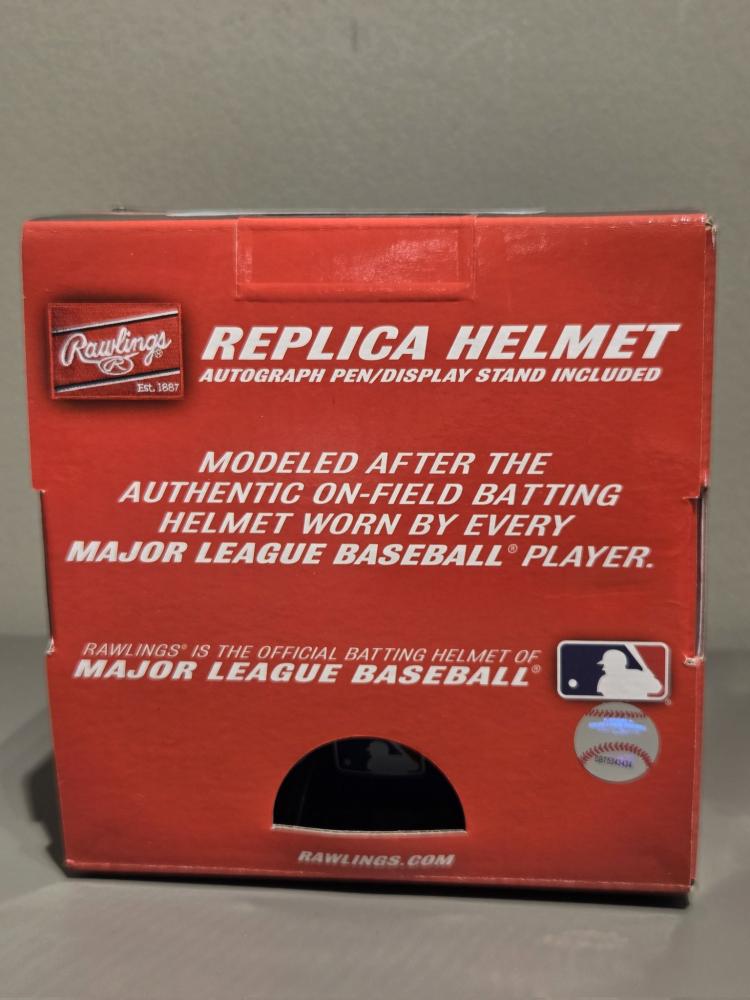 Rawlings®
R
Est. 1887
REPLICA HELMET
AUTOGRAPH PEN/DISPLAY STAND INCLUDED
MODELED AFTER THE
AUTHENTIC ON-FIELD BATTING
HELMET WORN BY EVERY
MAJOR LEAGUE BASEBALL® PLAYER.
RAWLINGS® IS THE OFFICIAL BATTING HELMET OF
MAJOR LEAGUE BASEBALL®
RAWLINGS.COM